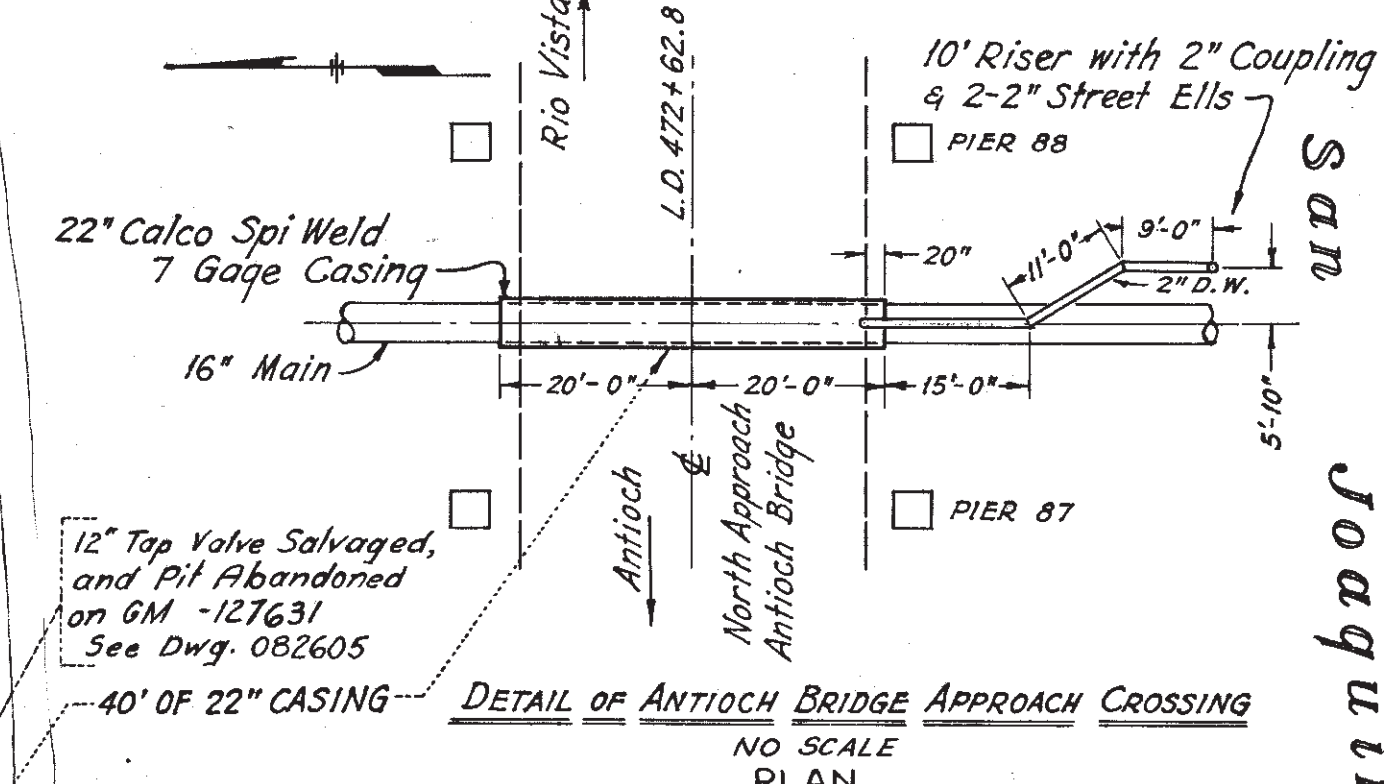 Rio Vista
L.D. 472+62.8
10' Riser with 2" Coupling
& 2-2" Street Ells
PIER 88
San
22" Calco Spi Weld
7 Gage Casing
20"
11'-0"
9'-0"
2" D.W.
16" Main
20'-0"
20'-0"
15'-0"
5'-10"
℄
North Approach
Antioch Bridge
Antioch
PIER 87
12" Tap Valve Salvaged,
and Pit Abandoned
on GM -127631
See Dwg. 082605
40' OF 22" CASING
DETAIL OF ANTIOCH BRIDGE APPROACH CROSSING
NO SCALE
PLAN